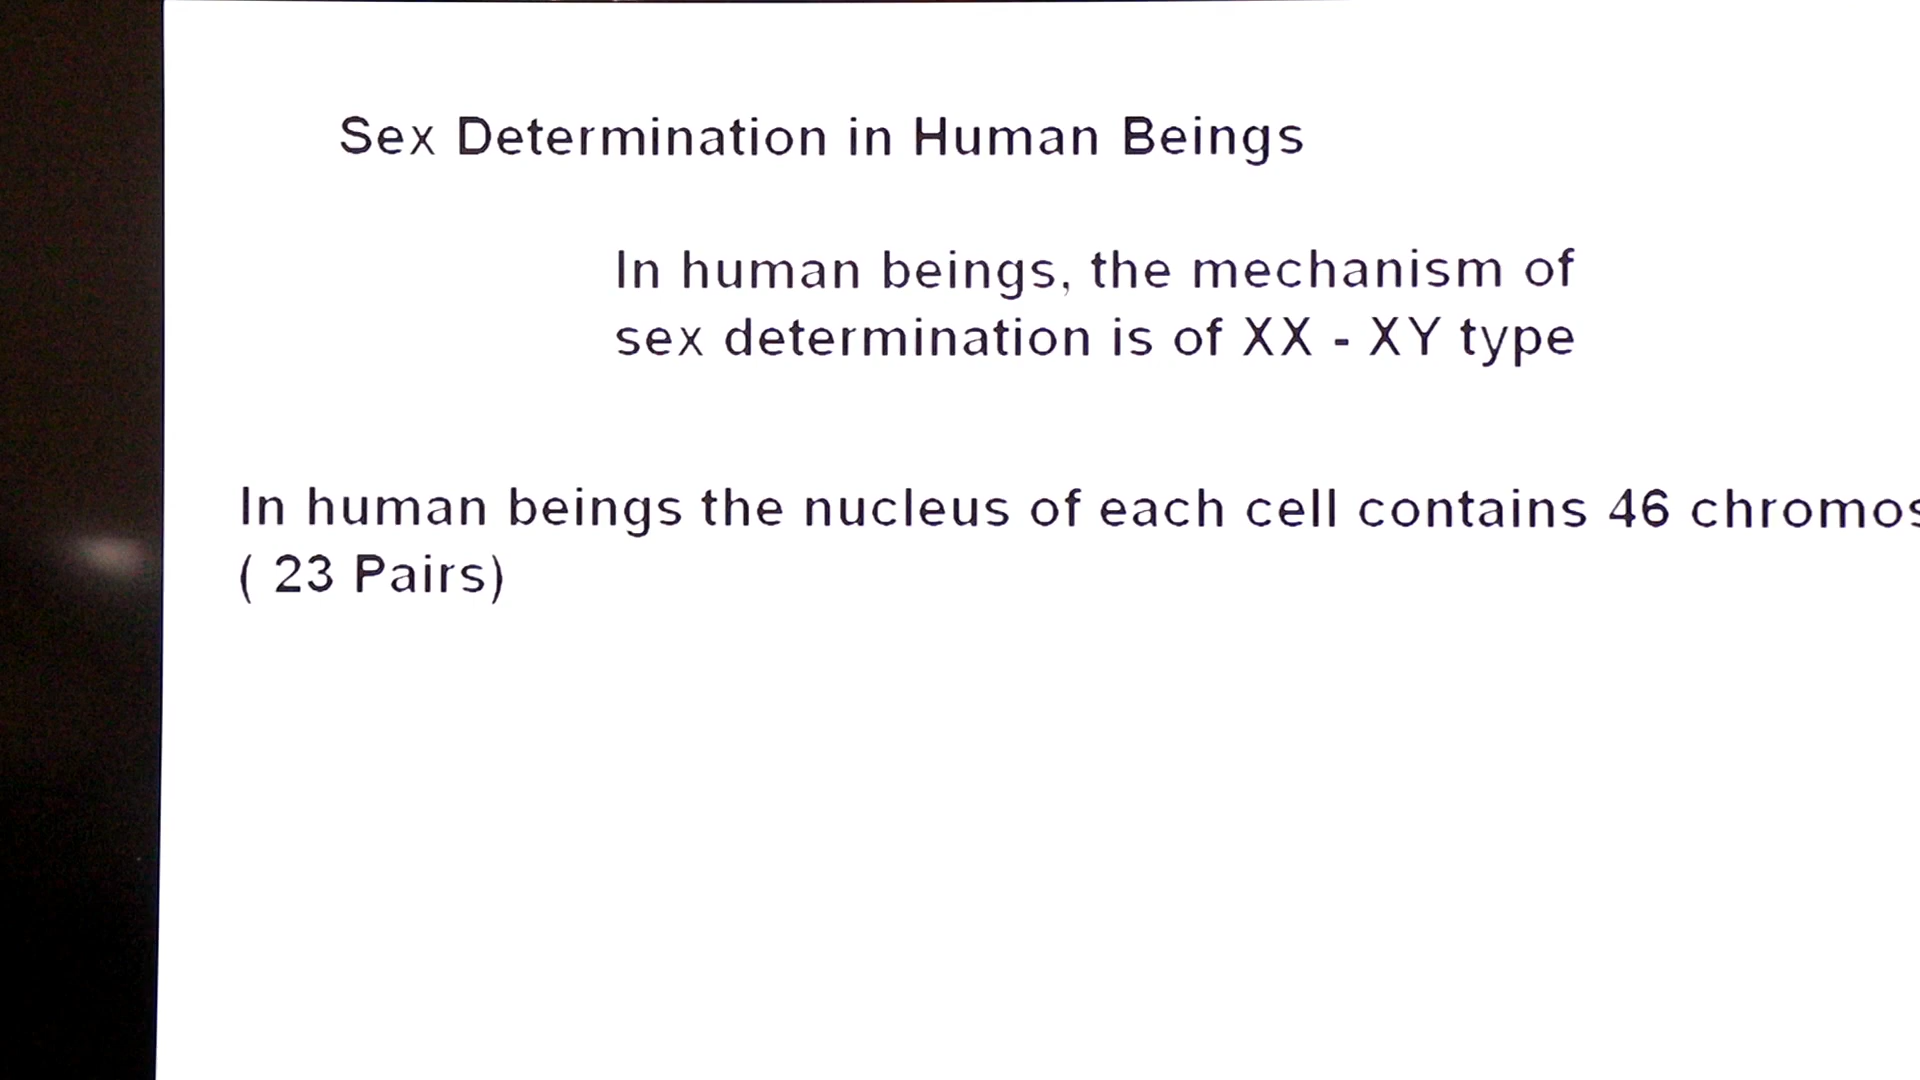 Sex Determination in Human Beings
In human beings, the mechanism of
sex determination is of XX - XY type
In human beings the nucleus of each cell contains 46 chromos
( 23 Pairs)